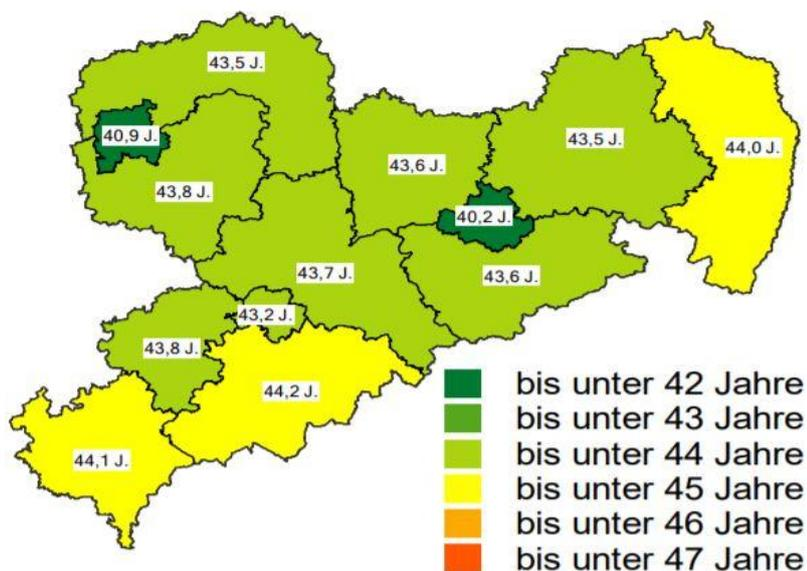 43,5 J.
40,9 J.
43,5 J.
44,0 J.
43,6 J.
43,8 J.
40,2 J.
43,7 J.
43,6 J.
43,2 J.
43,8 J.
44,2 J.
44,1 J.
bis unter 42 Jahre
bis unter 43 Jahre
bis unter 44 Jahre
bis unter 45 Jahre
bis unter 46 Jahre
bis unter 47 Jahre